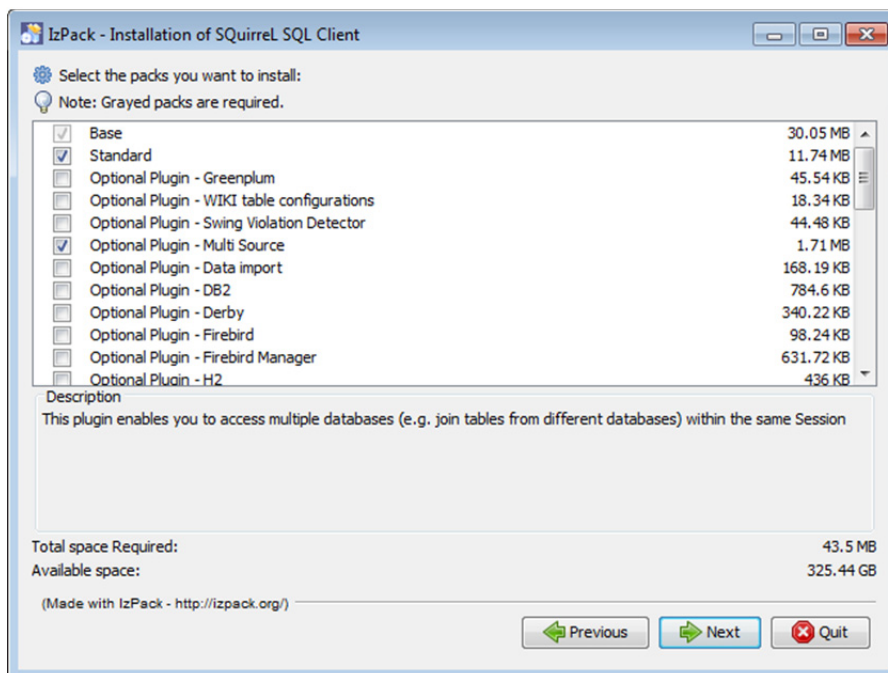 IzPack - Installation of SQuirreL SQL Client
Select the packs you want to install:
Note: Grayed packs are required.
Base 30.05 MB
Standard 11.74 MB
Optional Plugin - Greenplum 45.54 KB
Optional Plugin - WIKI table configurations 18.34 KB
Optional Plugin - Swing Violation Detector 44.48 KB
Optional Plugin - Multi Source 1.71 MB
Optional Plugin - Data import 168.19 KB
Optional Plugin - DB2 784.6 KB
Optional Plugin - Derby 340.22 KB
Optional Plugin - Firebird 98.24 KB
Optional Plugin - Firebird Manager 631.72 KB
Optional Plugin - H2 436 KB
Description
This plugin enables you to access multiple databases (e.g. join tables from different databases) within the same Session
Total space Required: 43.5 MB
Available space: 325.44 GB
(Made with IzPack - http://izpack.org/)
Previous Next Quit